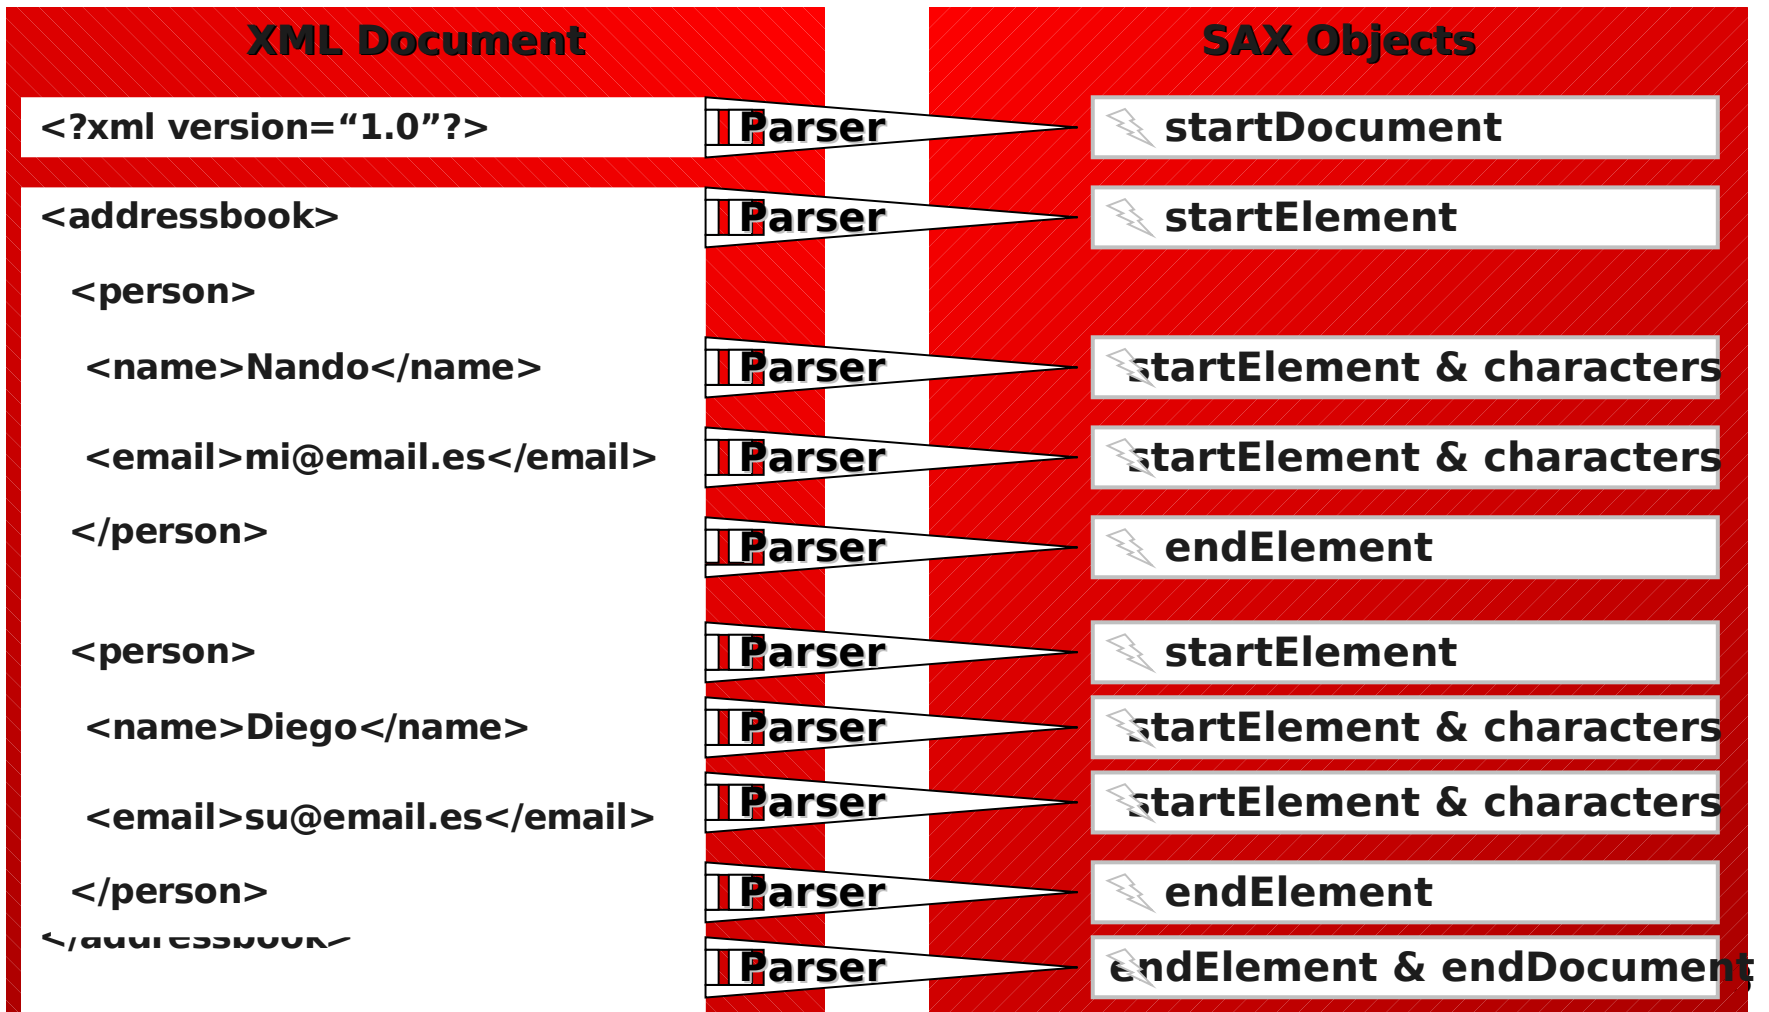 XML Document
SAX Objects
<?xml version=“1.0”?>
Parser
startDocument
<addressbook>
Parser
startElement
<person>
<name>Nando</name>
Parser
startElement & characters
<email>mi@email.es</email>
Parser
startElement & characters
</person>
Parser
endElement
<person>
Parser
startElement
<name>Diego</name>
Parser
startElement & characters
<email>su@email.es</email>
Parser
startElement & characters
</person>
Parser
endElement
</addressbook>
Parser
endElement & endDocument